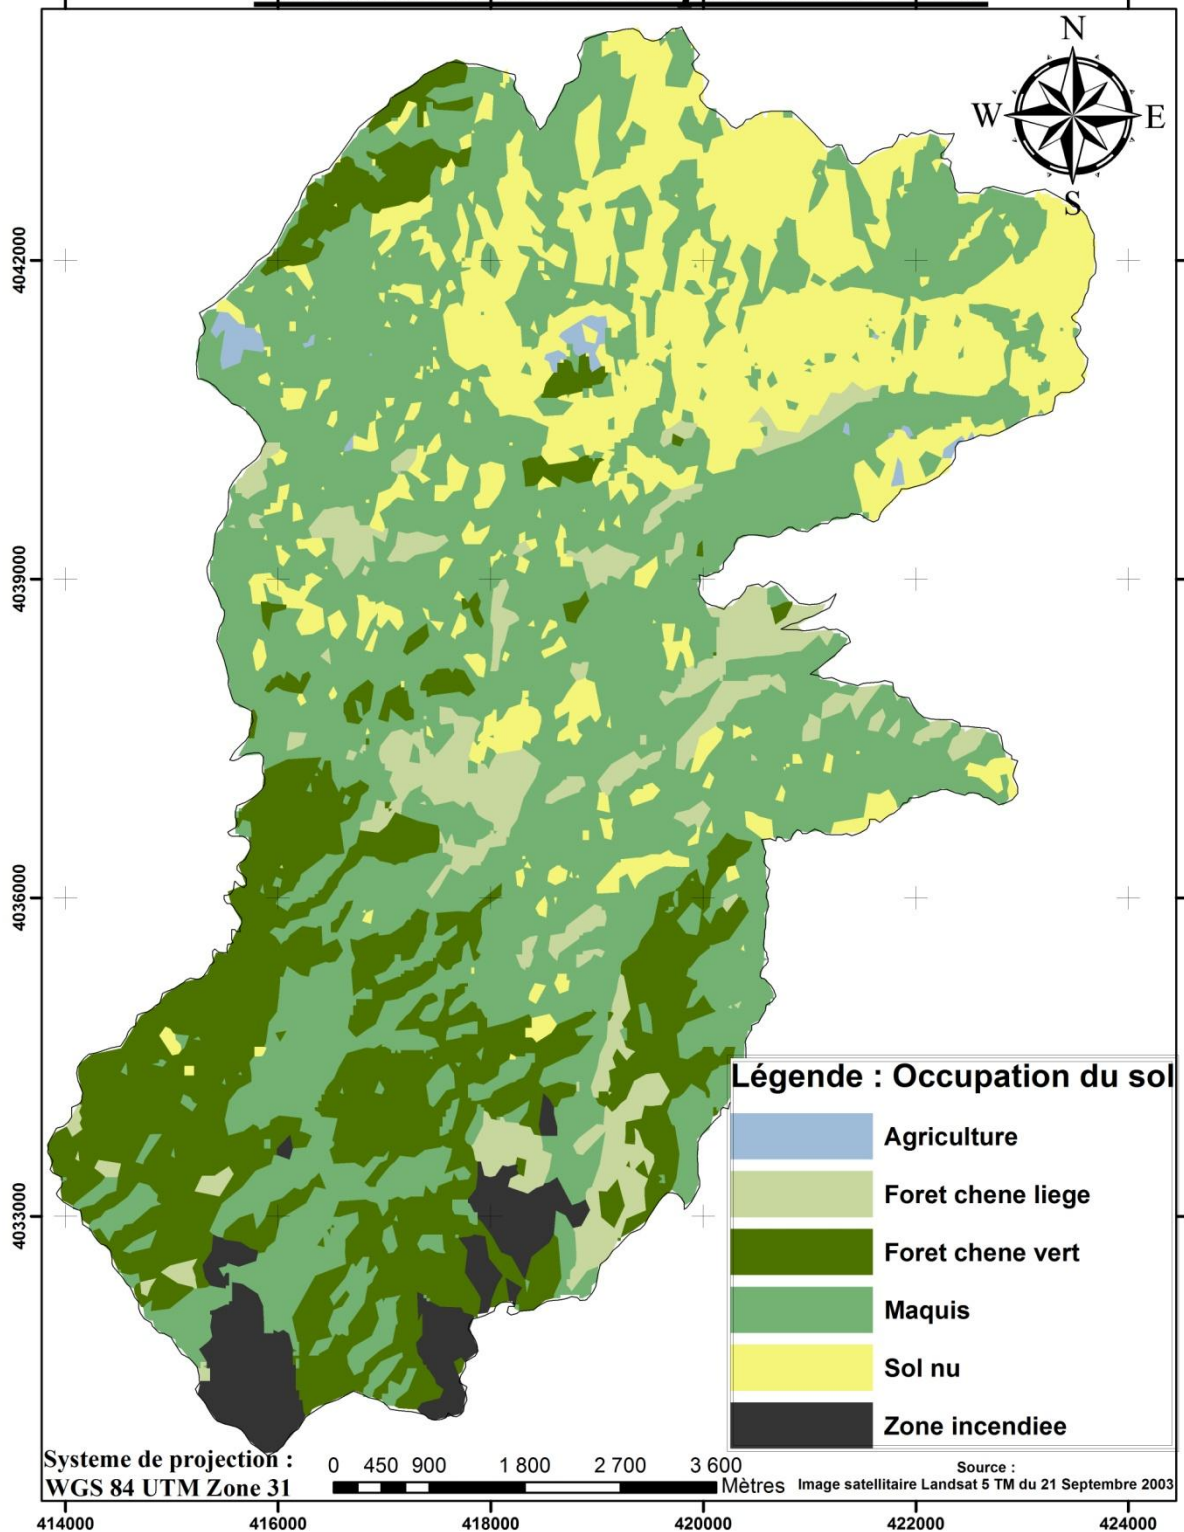 N
W E
S
4042000
4039000
4036000
4033000
Légende : Occupation du sol
Agriculture
Foret chene liege
Foret chene vert
Maquis
Sol nu
Zone incendiee
Systeme de projection :
WGS 84 UTM Zone 31
0 450 900 1 800 2 700 3 600
Mètres
Source :
Image satellitaire Landsat 5 TM du 21 Septembre 2003
414000 416000 418000 420000 422000 424000